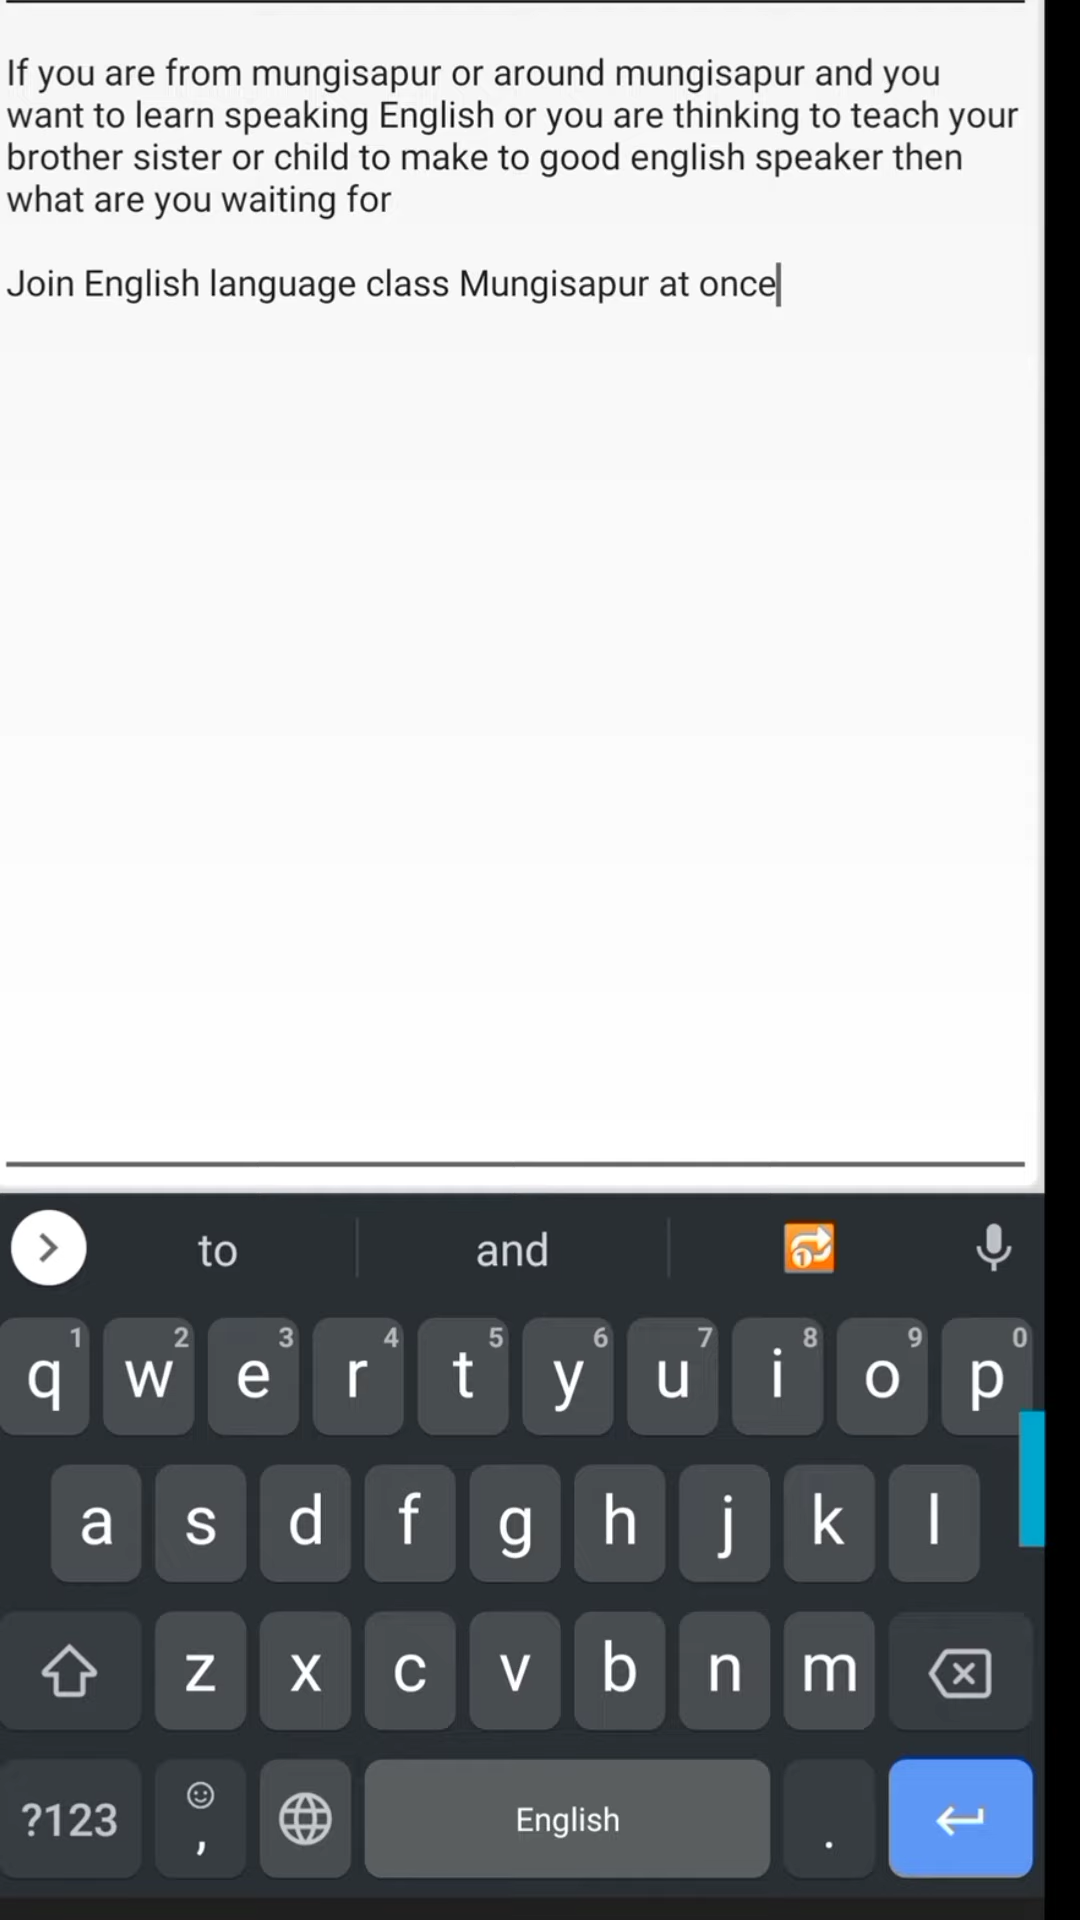 If you are from mungisapur or around mungisapur and you
want to learn speaking English or you are thinking to teach your
brother sister or child to make to good english speaker then
what are you waiting for
Join English language class Mungisapur at once
to and
1 2 3 4 5 6 7 8 9 0
q w e r t y u i o p
a s d f g h j k l
z x c v b n m
?123 , English .